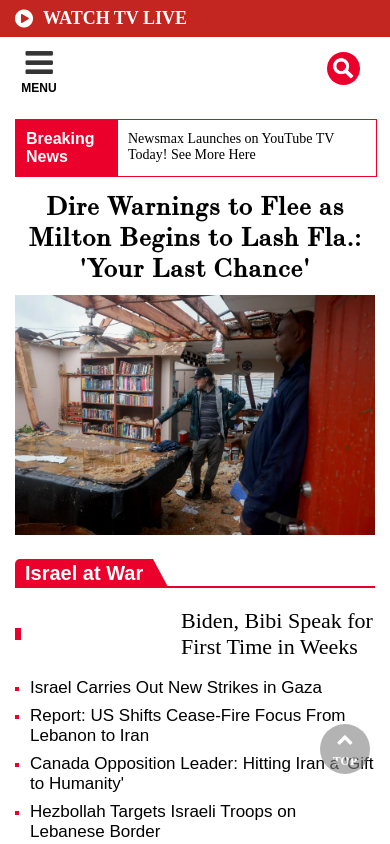 WATCH TV LIVE
MENU
Breaking
News
Newsmax Launches on YouTube TV
Today! See More Here
Dire Warnings to Flee as
Milton Begins to Lash Fla.:
'Your Last Chance'
Israel at War
Biden, Bibi Speak for
First Time in Weeks
Israel Carries Out New Strikes in Gaza
Report: US Shifts Cease-Fire Focus From
Lebanon to Iran
Canada Opposition Leader: Hitting Iran a 'Gift
to Humanity'
TOP
Hezbollah Targets Israeli Troops on
Lebanese Border